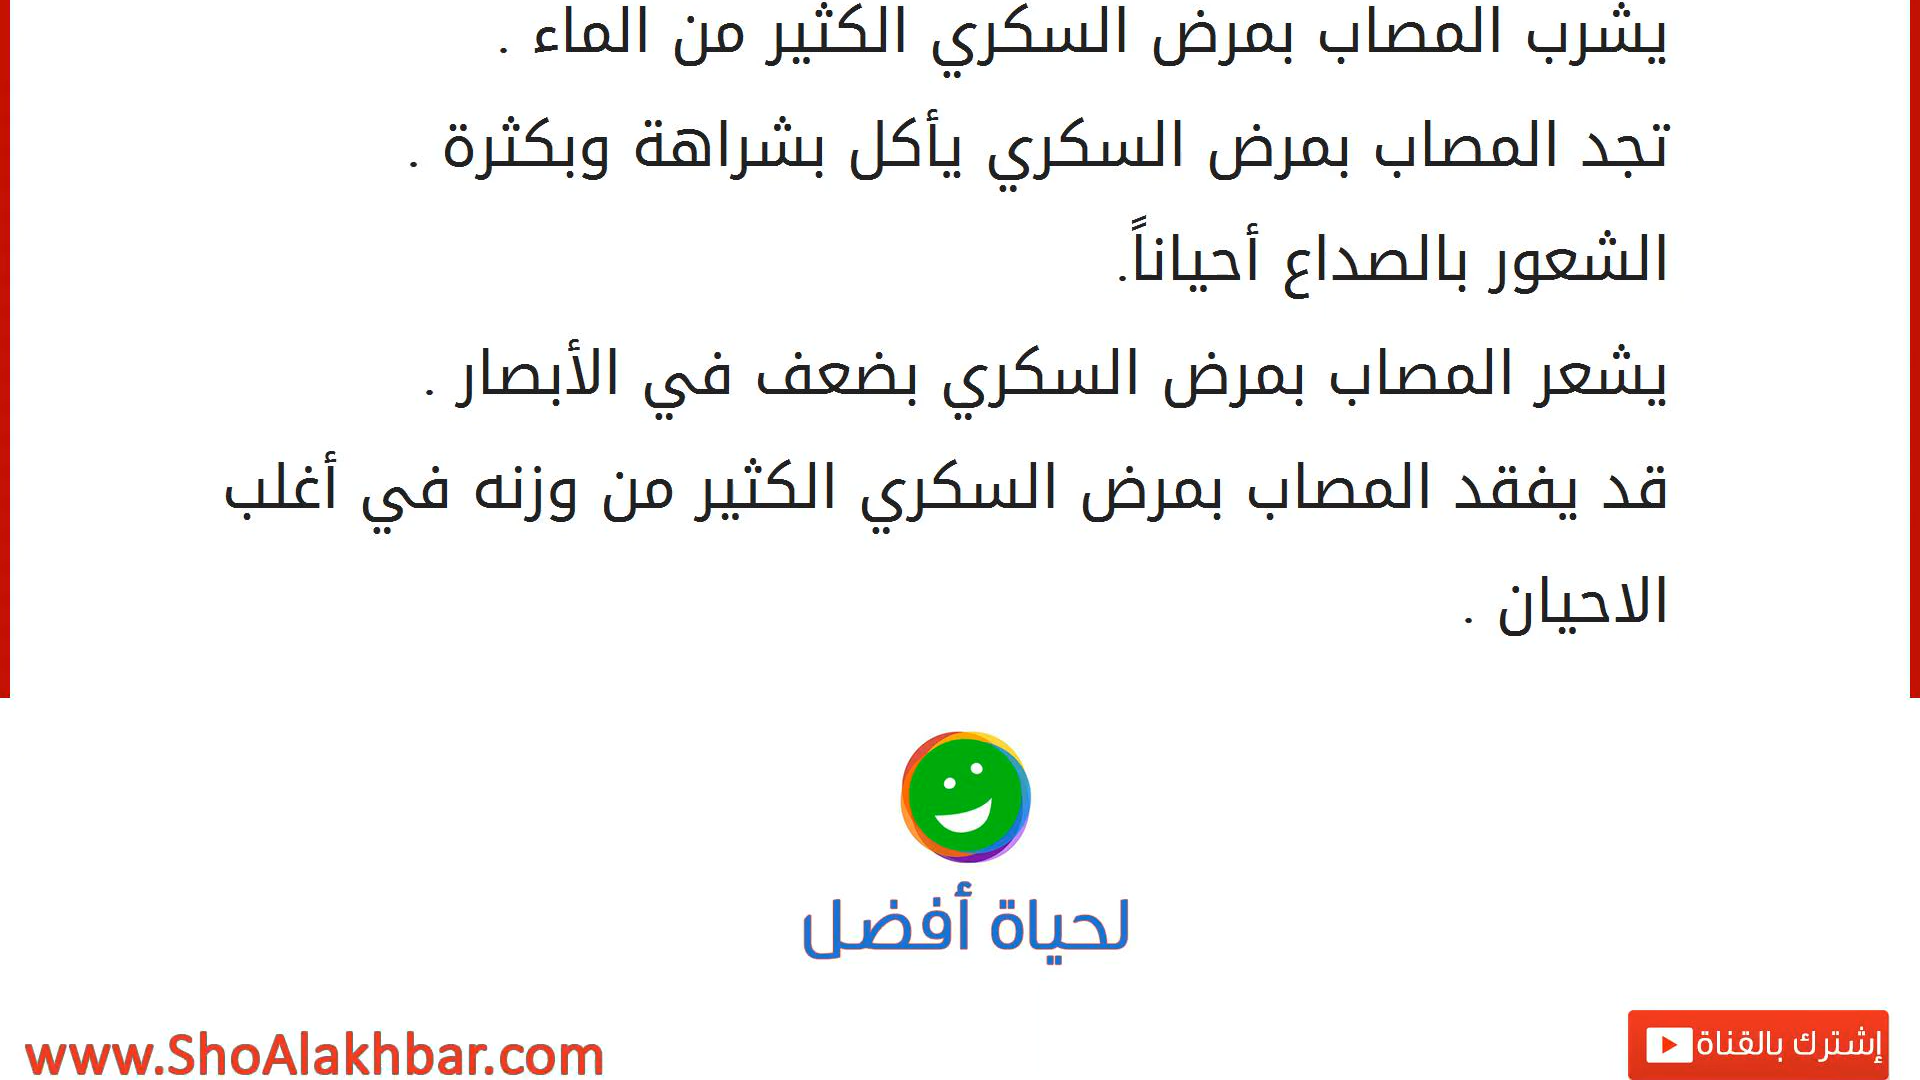 يشرب المصاب بمرض السكري الكثير من الماء .
تجد المصاب بمرض السكري يأكل بشراهة وبكثرة .
الشعور بالصداع أحياناً.
يشعر المصاب بمرض السكري بضعف في الأبصار .
قد يفقد المصاب بمرض السكري الكثير من وزنه في أغلب
الاحيان .
لحياة أفضل
www.ShoAlakhbar.com
إشترك بالقناة